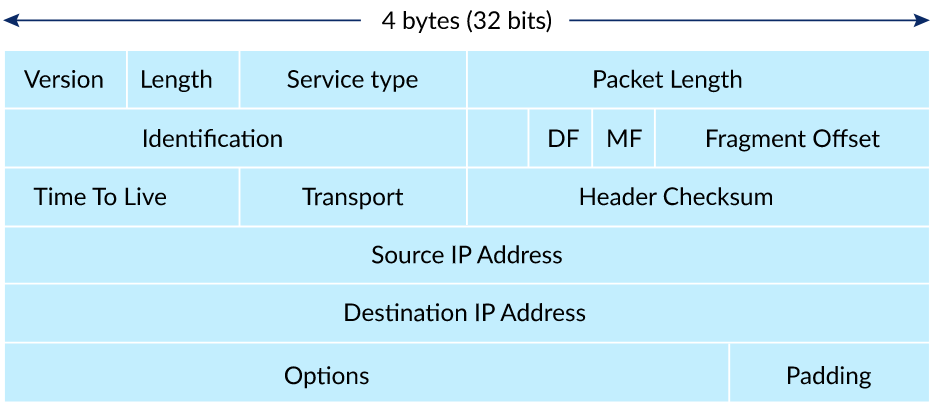 4 bytes (32 bits)
Version Length Service type Packet Length
Identification DF MF Fragment Offset
Time To Live Transport Header Checksum
Source IP Address
Destination IP Address
Options Padding